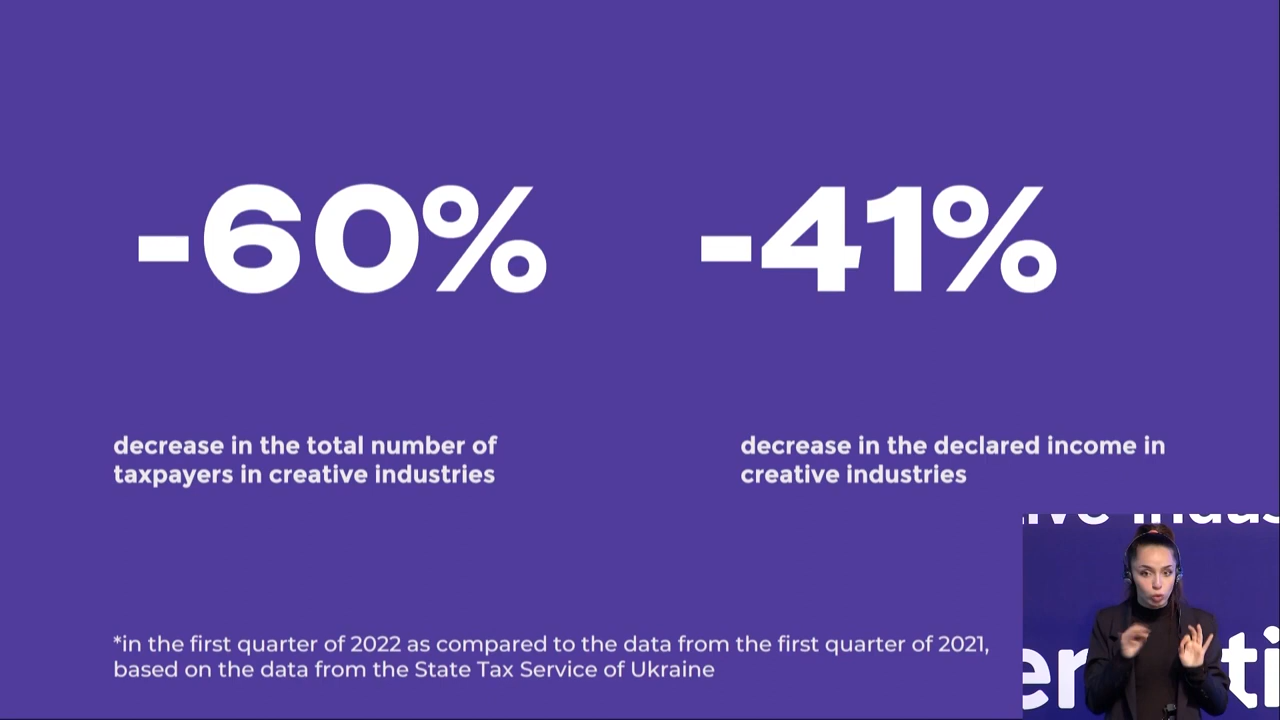 -60%
-41%
decrease in the total number of
taxpayers in creative industries
decrease in the declared income in
creative industries
*in the first quarter of 2022 as compared to the data from the first quarter of 2021,
based on the data from the State Tax Service of Ukraine